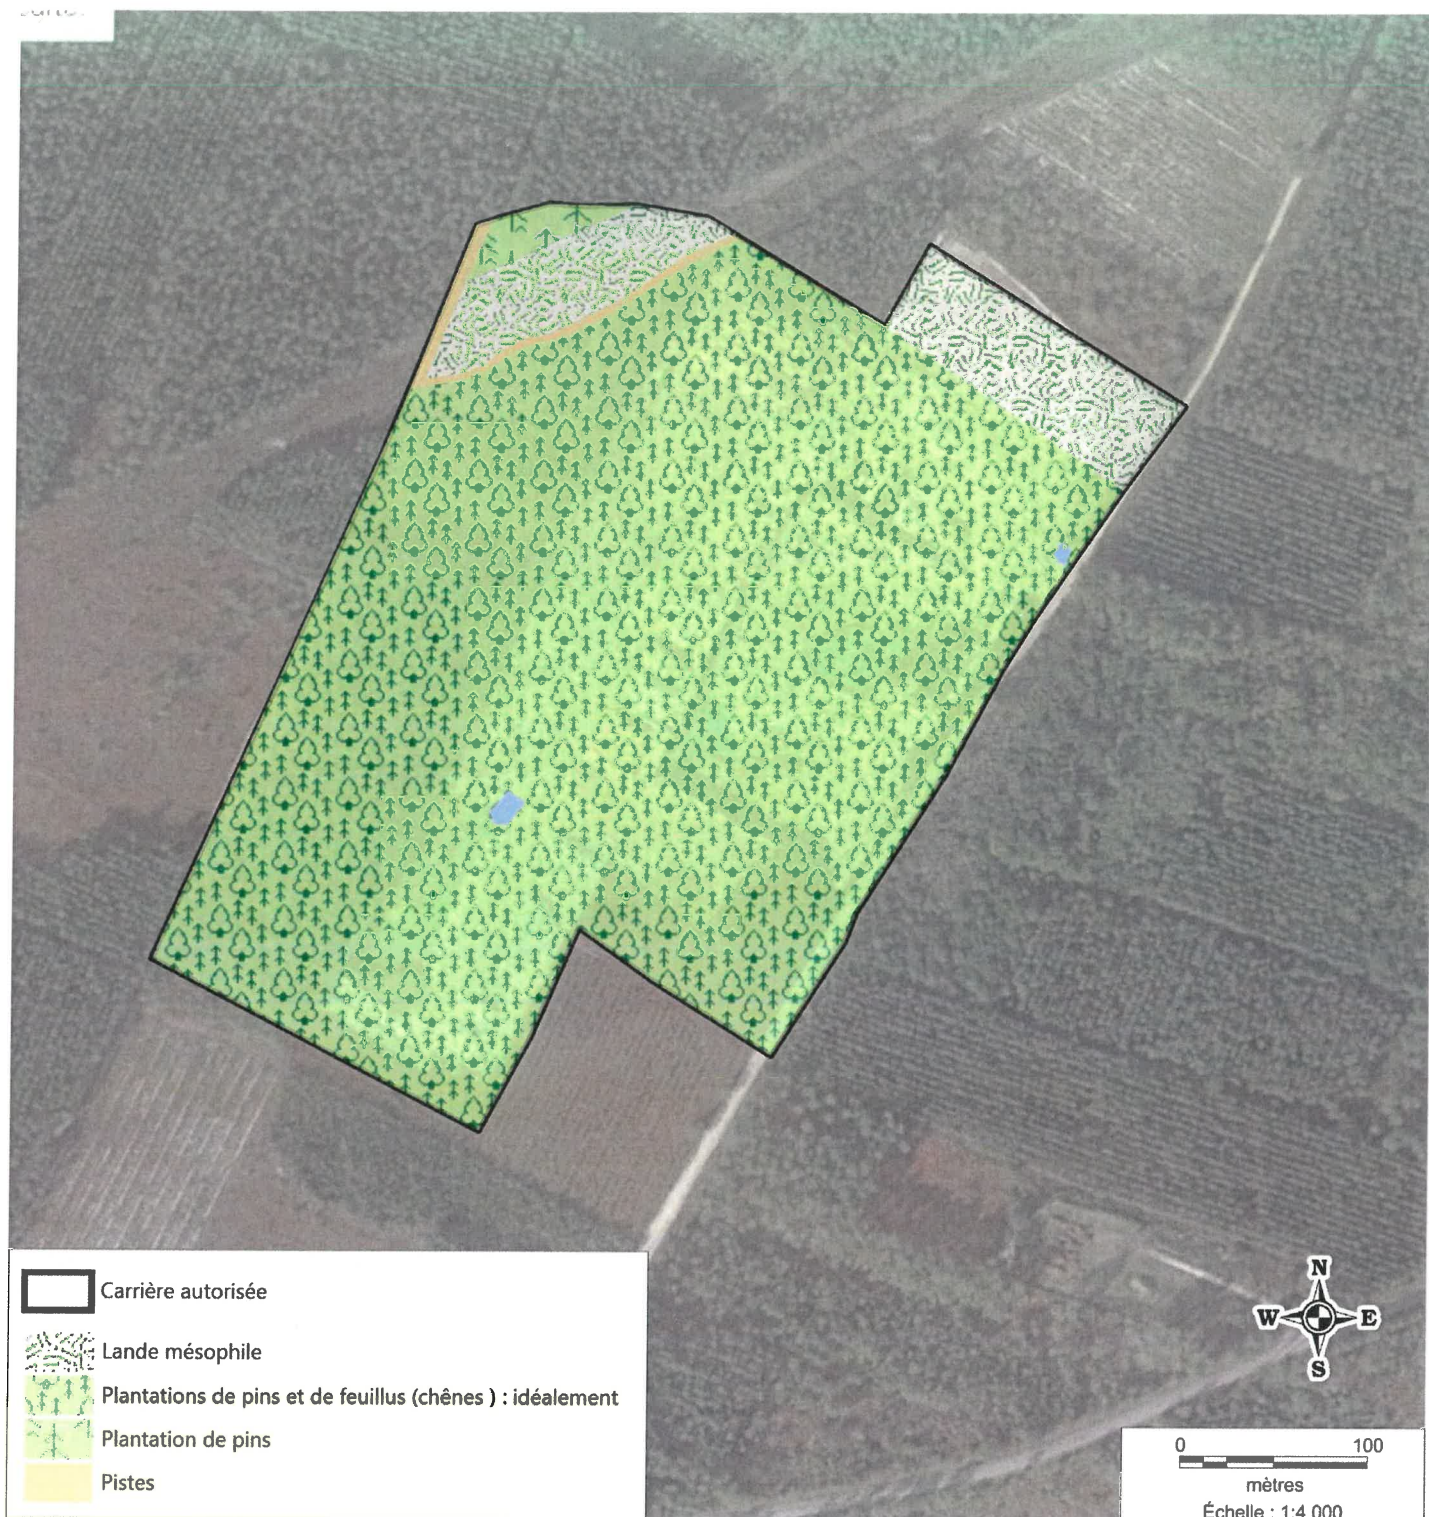 Carrière autorisée
Lande mésophile
Plantations de pins et de feuillus (chênes ) : idéalement
Plantation de pins
Pistes
N
W E
S
0 100
mètres
Échelle : 1:4 000